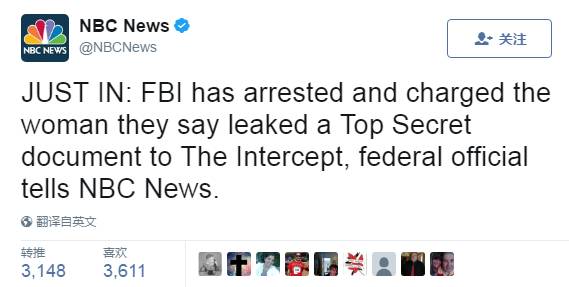 NBC News
NBC NEWS
@NBCNews
关注
JUST IN: FBI has arrested and charged the
woman they say leaked a Top Secret
document to The Intercept, federal official
tells NBC News.
翻译自英文
转推 喜欢
3,148 3,611